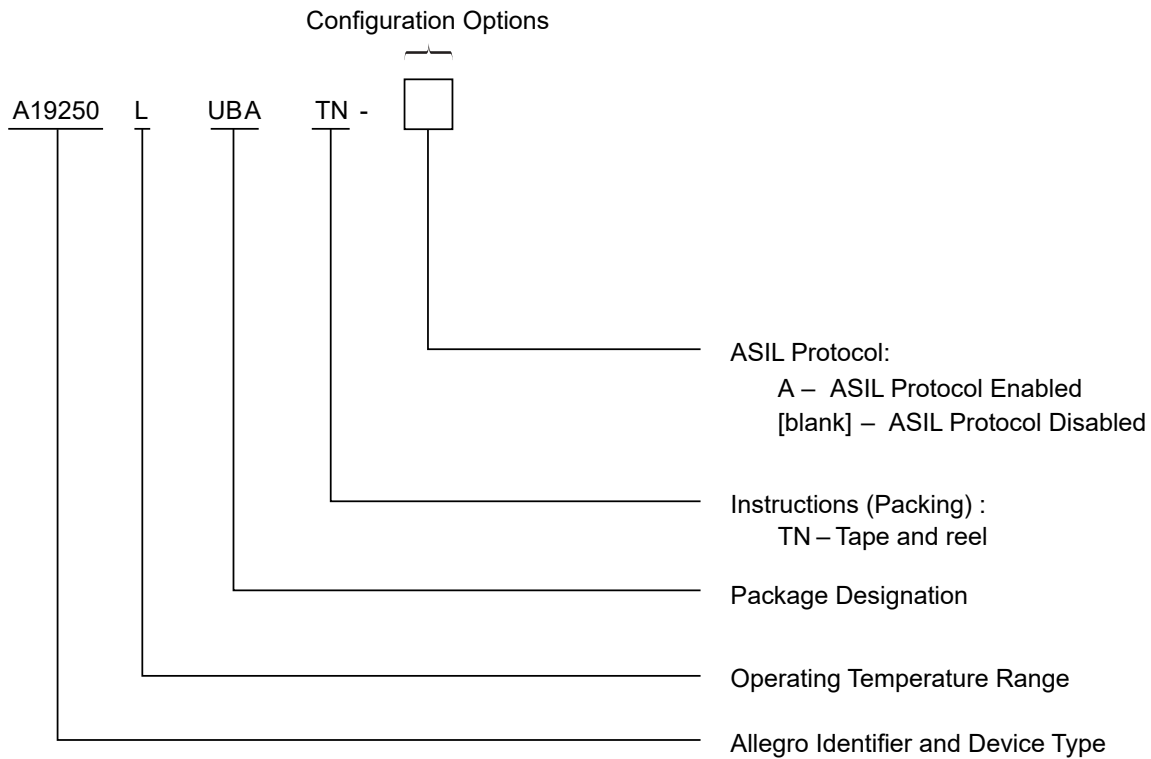 Configuration Options
A19250 L UBA TN -
ASIL Protocol:
A – ASIL Protocol Enabled
[blank] – ASIL Protocol Disabled
Instructions (Packing) :
TN – Tape and reel
Package Designation
Operating Temperature Range
Allegro Identifier and Device Type